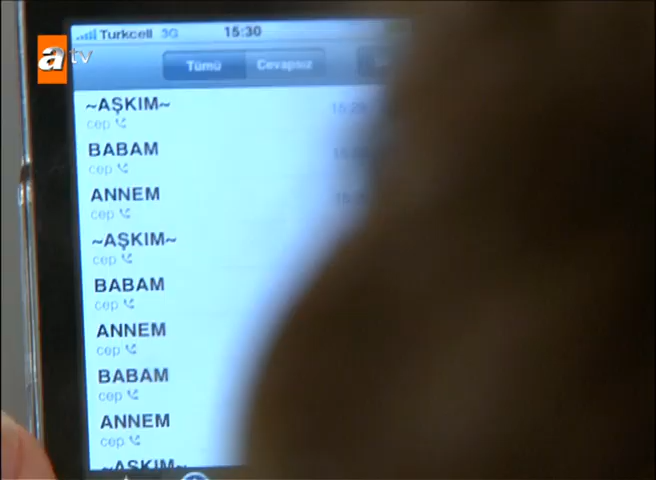 Turkcell 3G 15:30
atv
Tümü Cevapsız
~AŞKIM~
cep
BABAM
cep
ANNEM
cep
~AŞKIM~
cep
BABAM
cep
ANNEM
cep
BABAM
cep
ANNEM
cep
~AŞKIM~